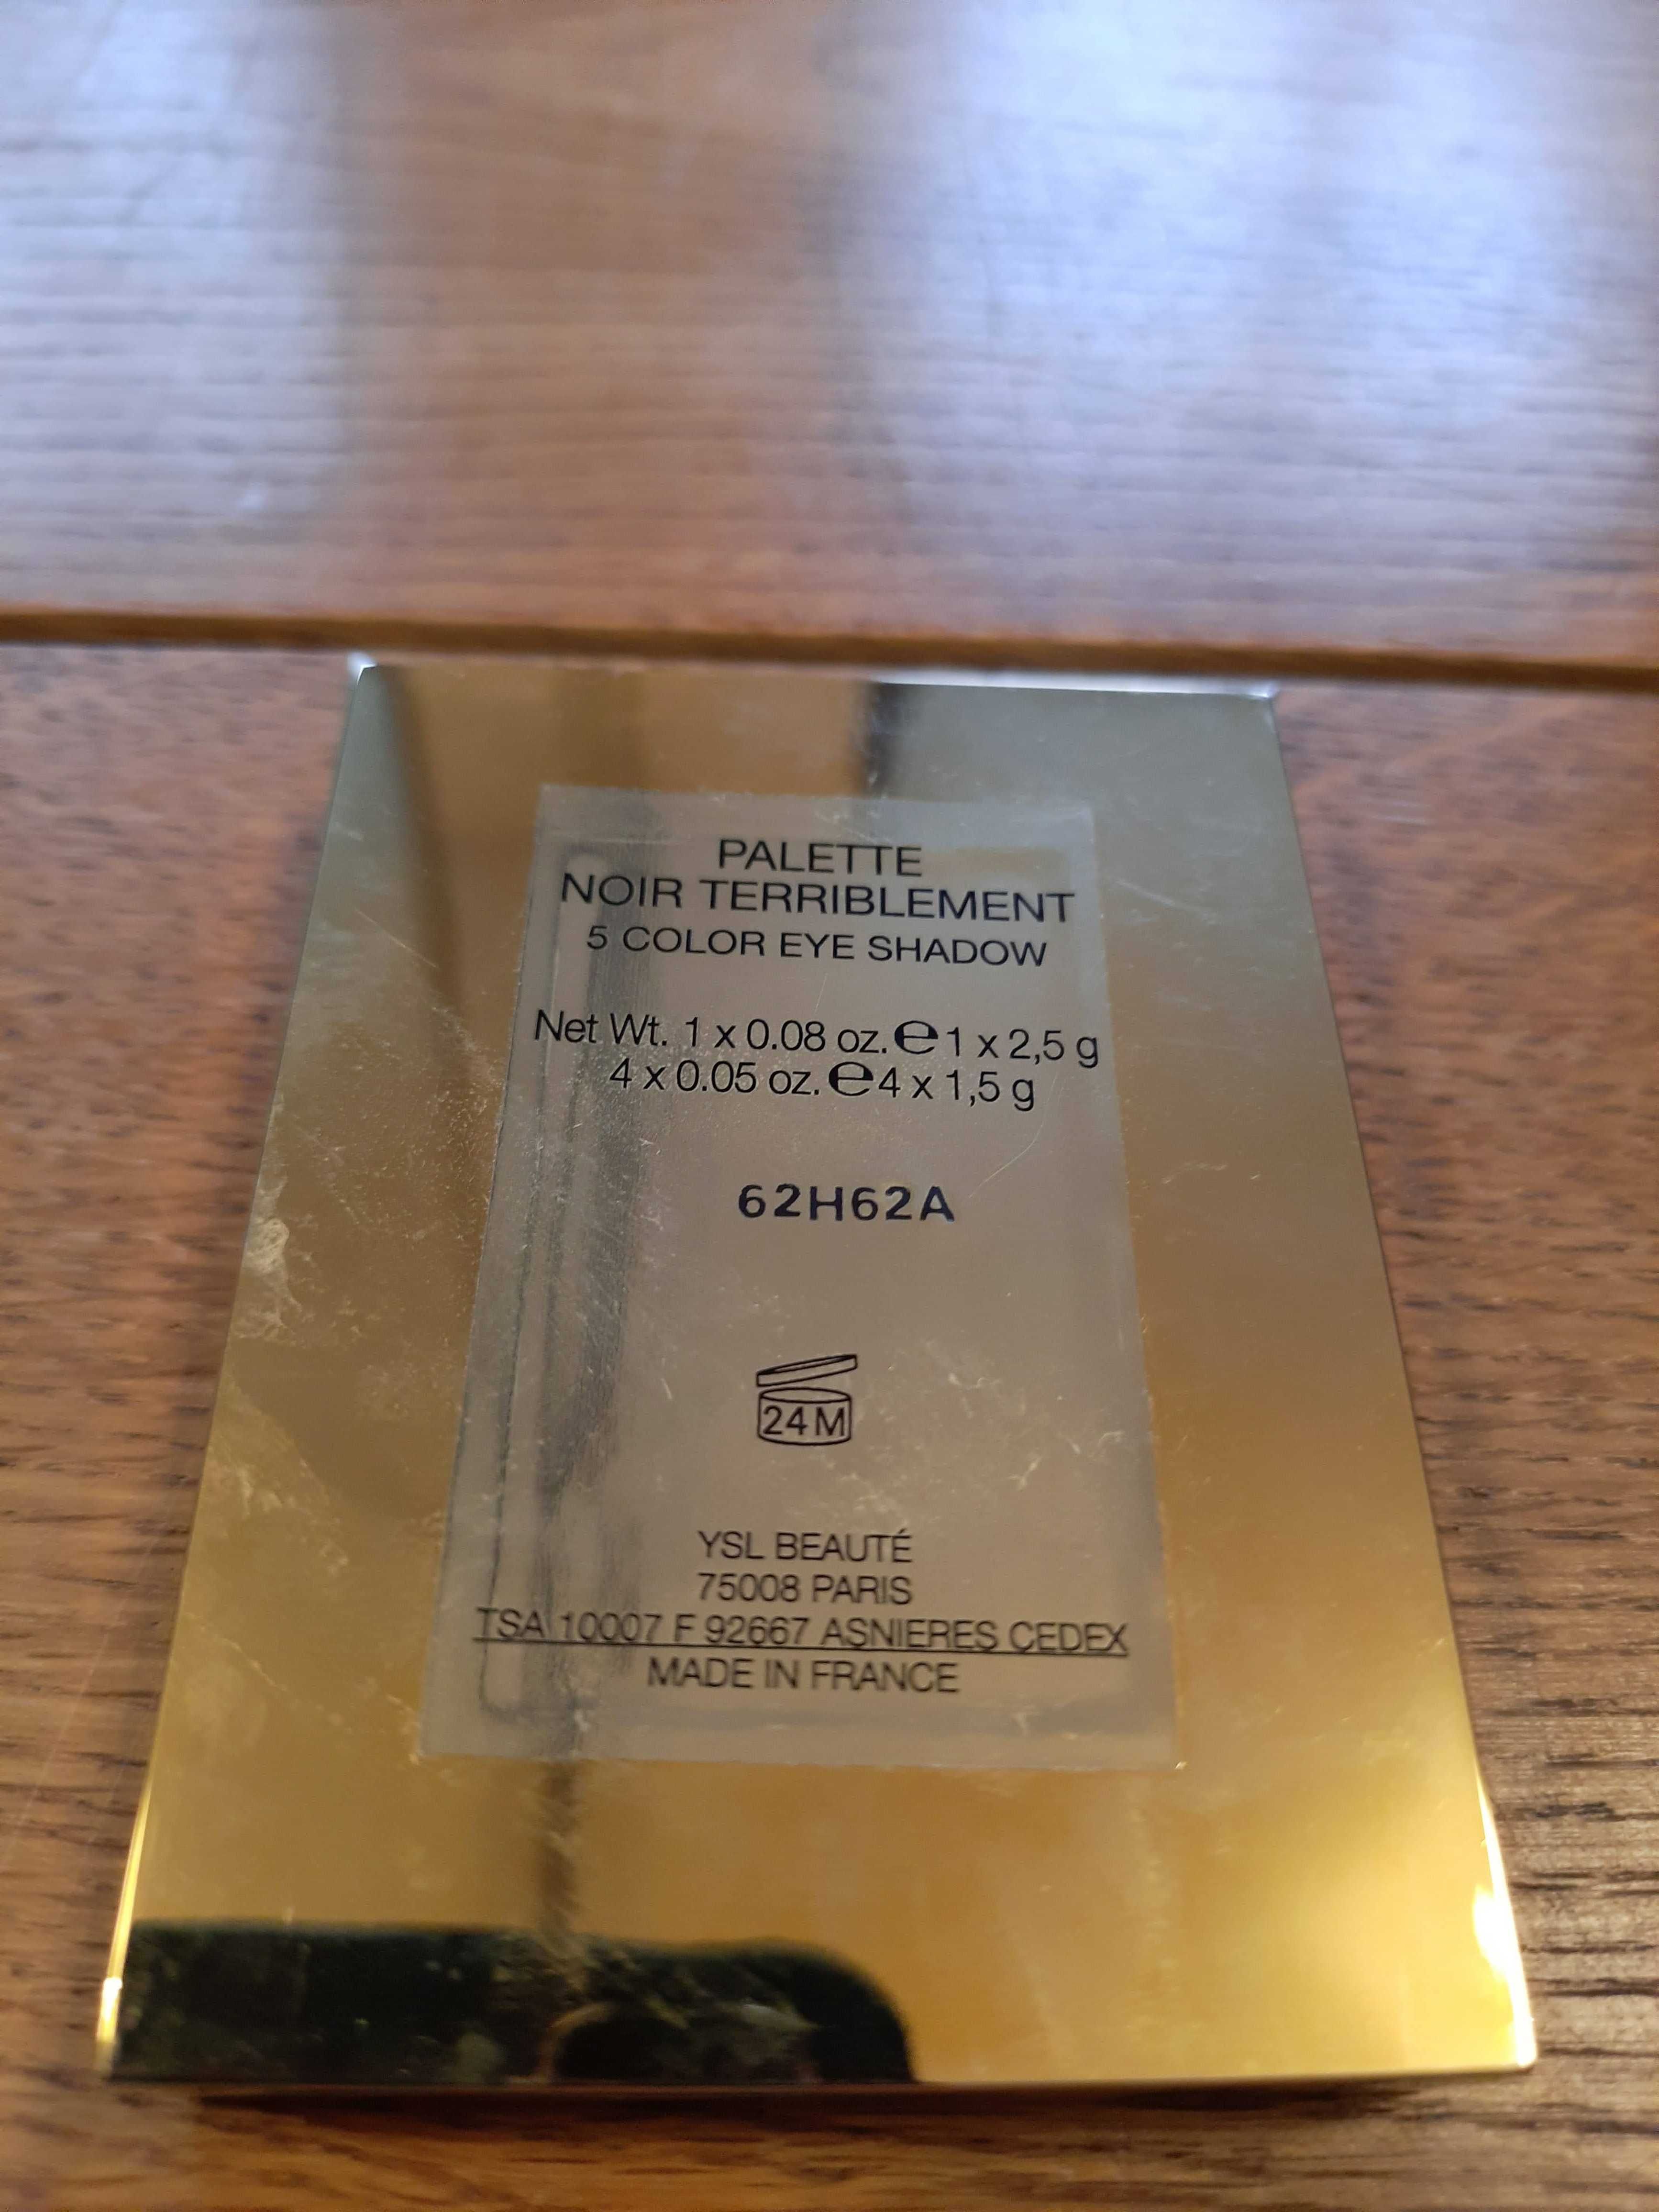 PALETTE
NOIR TERRIBLEMENT
5 COLOR EYE SHADOW
Net Wt. 1 x 0.08 oz. e 1 x 2,5 g
4 x 0.05 oz. e 4 x 1,5 g
62H62A
24 M
YSL BEAUTÉ
75008 PARIS
TSA 10007 F 92667 ASNIERES CEDEX
MADE IN FRANCE